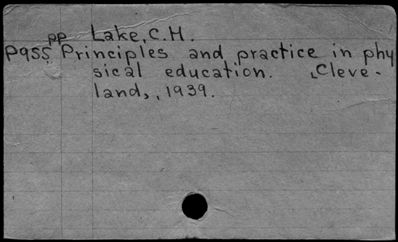 pp Lake, C.H.
P955 Principles and practice in phy
sical education. Cleve-
land, 1939.